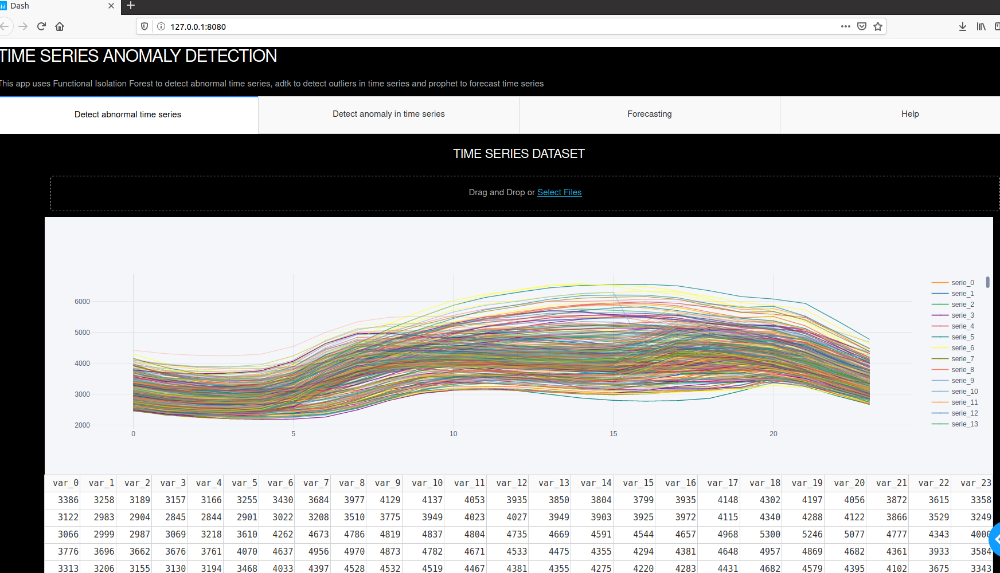 Dash
127.0.0.1:8080
TIME SERIES ANOMALY DETECTION
This app uses Functional Isolation Forest to detect abnormal time series, adtk to detect outliers in time series and prophet to forecast time series
Detect abnormal time series Detect anomaly in time series Forecasting Help
TIME SERIES DATASET
Drag and Drop or Select Files
6000
5000
4000
3000
2000
0 5 10 15 20
serie_0
serie_1
serie_2
serie_3
serie_4
serie_5
serie_6
serie_7
serie_8
serie_9
serie_10
serie_11
serie_12
serie_13
var_0 var_1 var_2 var_3 var_4 var_5 var_6 var_7 var_8 var_9 var_10 var_11 var_12 var_13 var_14 var_15 var_16 var_17 var_18 var_19 var_20 var_21 var_22 var_23
3386 3258 3189 3157 3166 3255 3430 3684 3977 4129 4137 4053 3935 3850 3804 3799 3935 4148 4302 4197 4056 3872 3615 3358
3122 2983 2904 2845 2844 2901 3022 3208 3510 3775 3949 4023 4027 3949 3903 3925 3972 4115 4340 4288 4122 3866 3529 3249
3066 2999 2987 3069 3218 3610 4262 4673 4786 4819 4837 4804 4735 4669 4591 4544 4657 4968 5300 5246 5077 4777 4343 4000
3776 3696 3662 3676 3761 4070 4637 4956 4970 4873 4782 4671 4533 4475 4355 4294 4381 4648 4957 4869 4682 4361 3933 3584
3313 3206 3155 3130 3194 3468 4033 4397 4528 4532 4519 4467 4381 4355 4275 4220 4283 4431 4682 4579 4395 4102 3675 3343